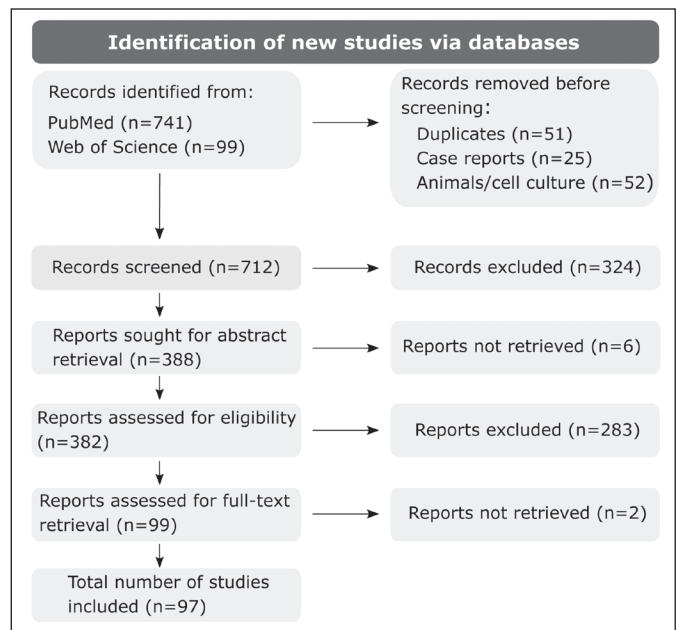 Identification of new studies via databases
Records identified from:
PubMed (n=741)
Web of Science (n=99)
Records removed before
screening:
Duplicates (n=51)
Case reports (n=25)
Animals/cell culture (n=52)
Records screened (n=712)
Records excluded (n=324)
Reports sought for abstract
retrieval (n=388)
Reports not retrieved (n=6)
Reports assessed for eligibility
(n=382)
Reports excluded (n=283)
Reports assessed for full-text
retrieval (n=99)
Reports not retrieved (n=2)
Total number of studies
included (n=97)